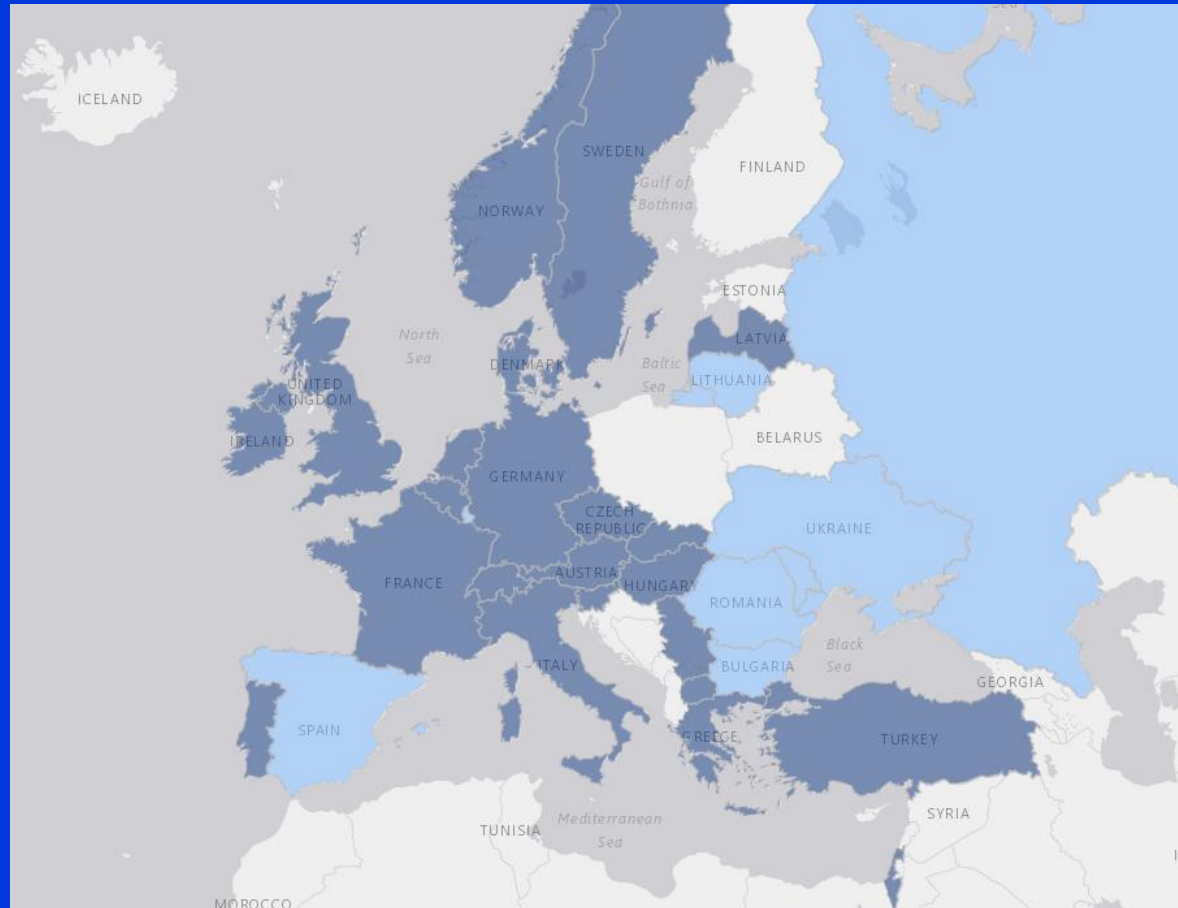 Sea
ICELAND
SWEDEN
FINLAND
Gulf of
Bothnia
NORWAY
ESTONIA
North
Sea
LATVIA
DENMARK
Baltic
Sea
LITHUANIA
UNITED
KINGDOM
IRELAND
BELARUS
GERMANY
CZECH
REPUBLIC
UKRAINE
FRANCE
AUSTRIA
HUNGARY
ROMANIA
Black
Sea
ITALY
BULGARIA
GEORGIA
SPAIN
GREECE
TURKEY
SYRIA
Mediterranean
Sea
TUNISIA
MOROCCO